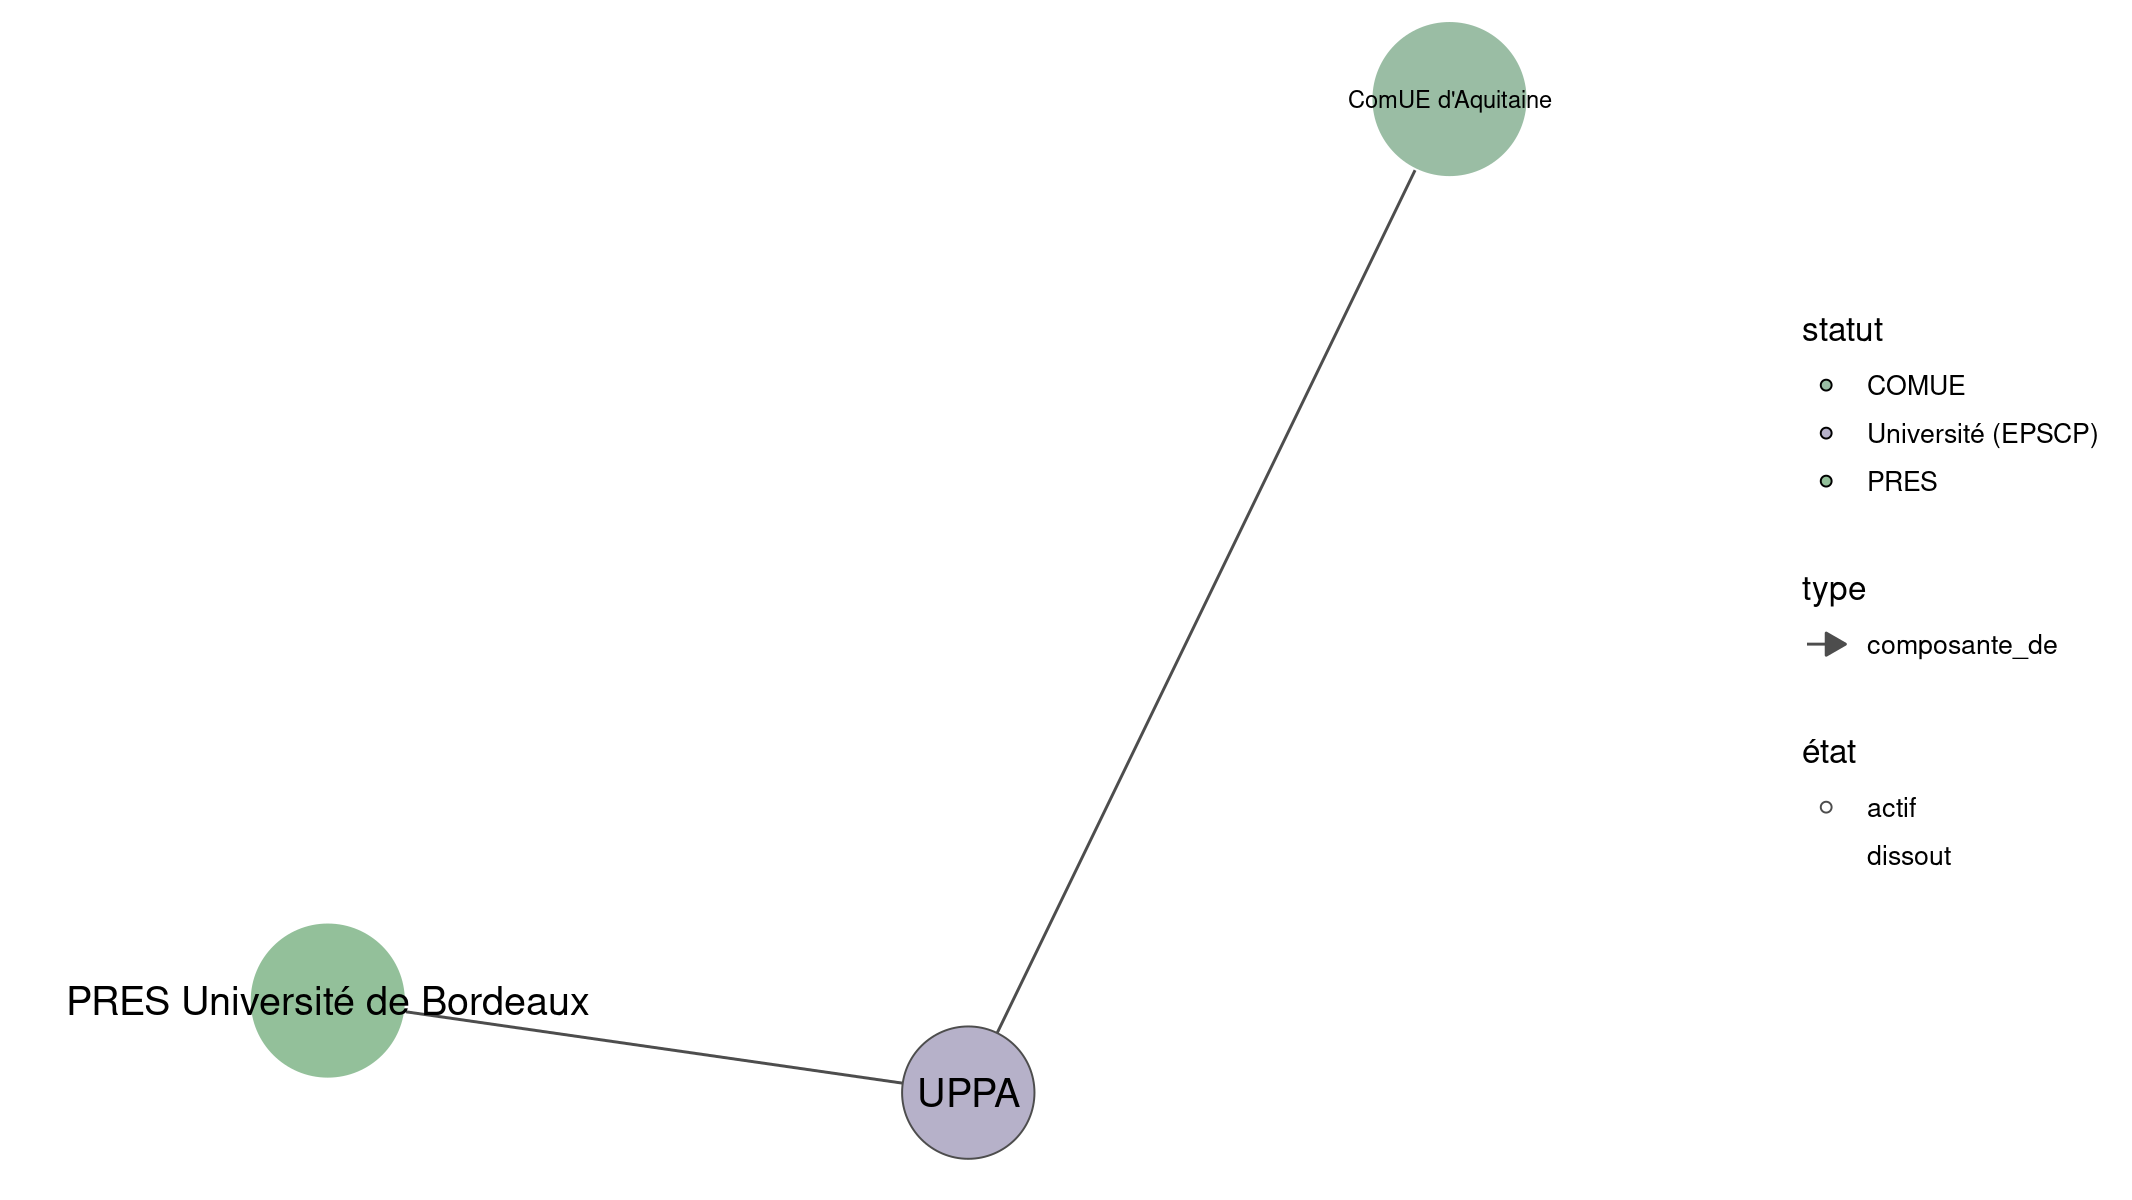 ComUE d'Aquitaine
PRES Université de Bordeaux
UPPA
statut
COMUE
Université (EPSCP)
PRES
type
composante_de
état
actif
dissout